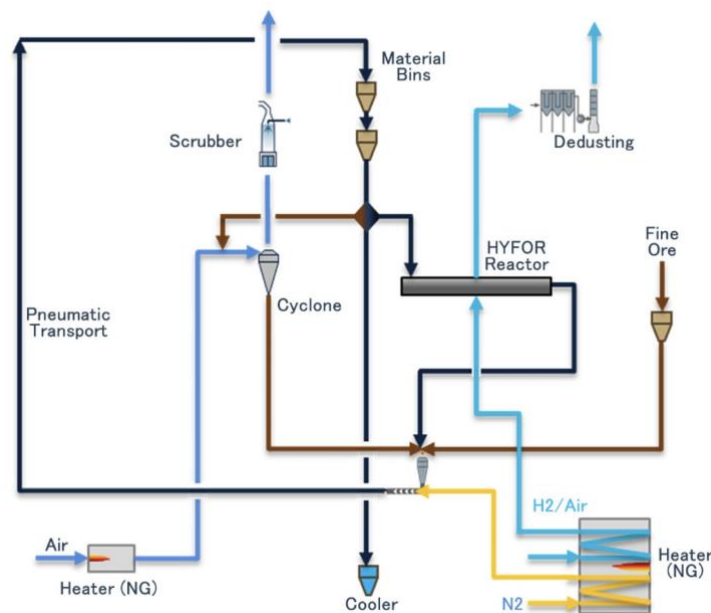 Material
Bins
Scrubber
Dedusting
HYFOR
Reactor
Fine
Ore
Pneumatic
Transport
Cyclone
H2/Air
Air
Heater (NG)
Heater
(NG)
N2
Cooler